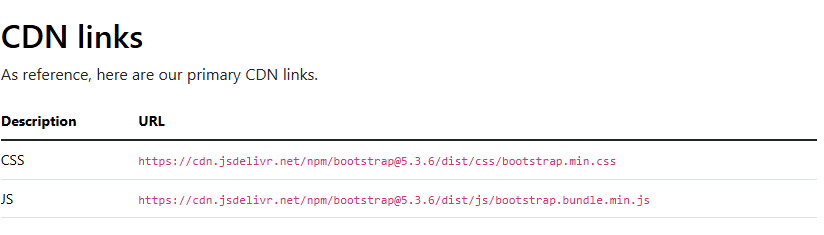 CDN links
As reference, here are our primary CDN links.
Description URL
CSS https://cdn.jsdelivr.net/npm/bootstrap@5.3.6/dist/css/bootstrap.min.css
JS https://cdn.jsdelivr.net/npm/bootstrap@5.3.6/dist/js/bootstrap.bundle.min.js